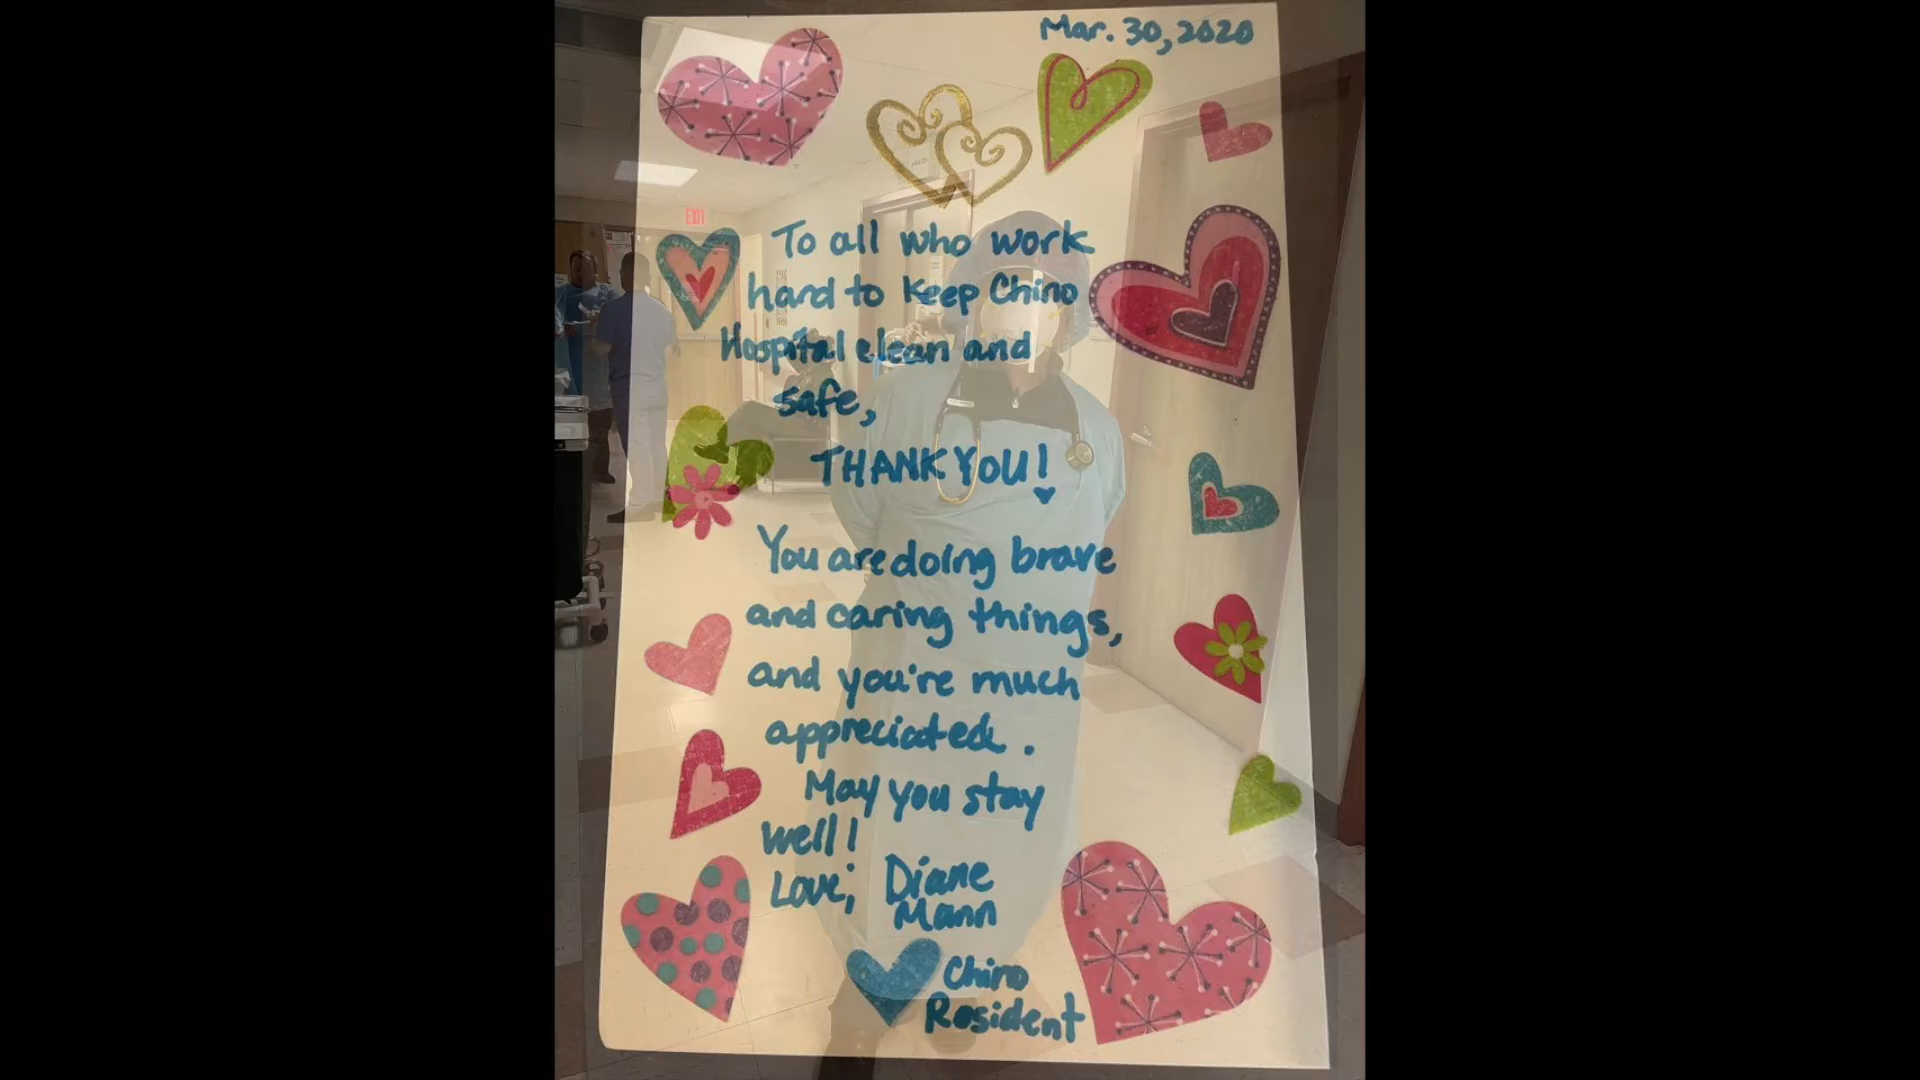 Mar. 30, 2020
EXIT
To all who work
hard to keep Chino
Hospital clean and
safe,
THANK YOU!
You are doing brave
and caring things,
and you're much
appreciated.
May you stay
well!
Love, Diane
Mann
Chino
Resident